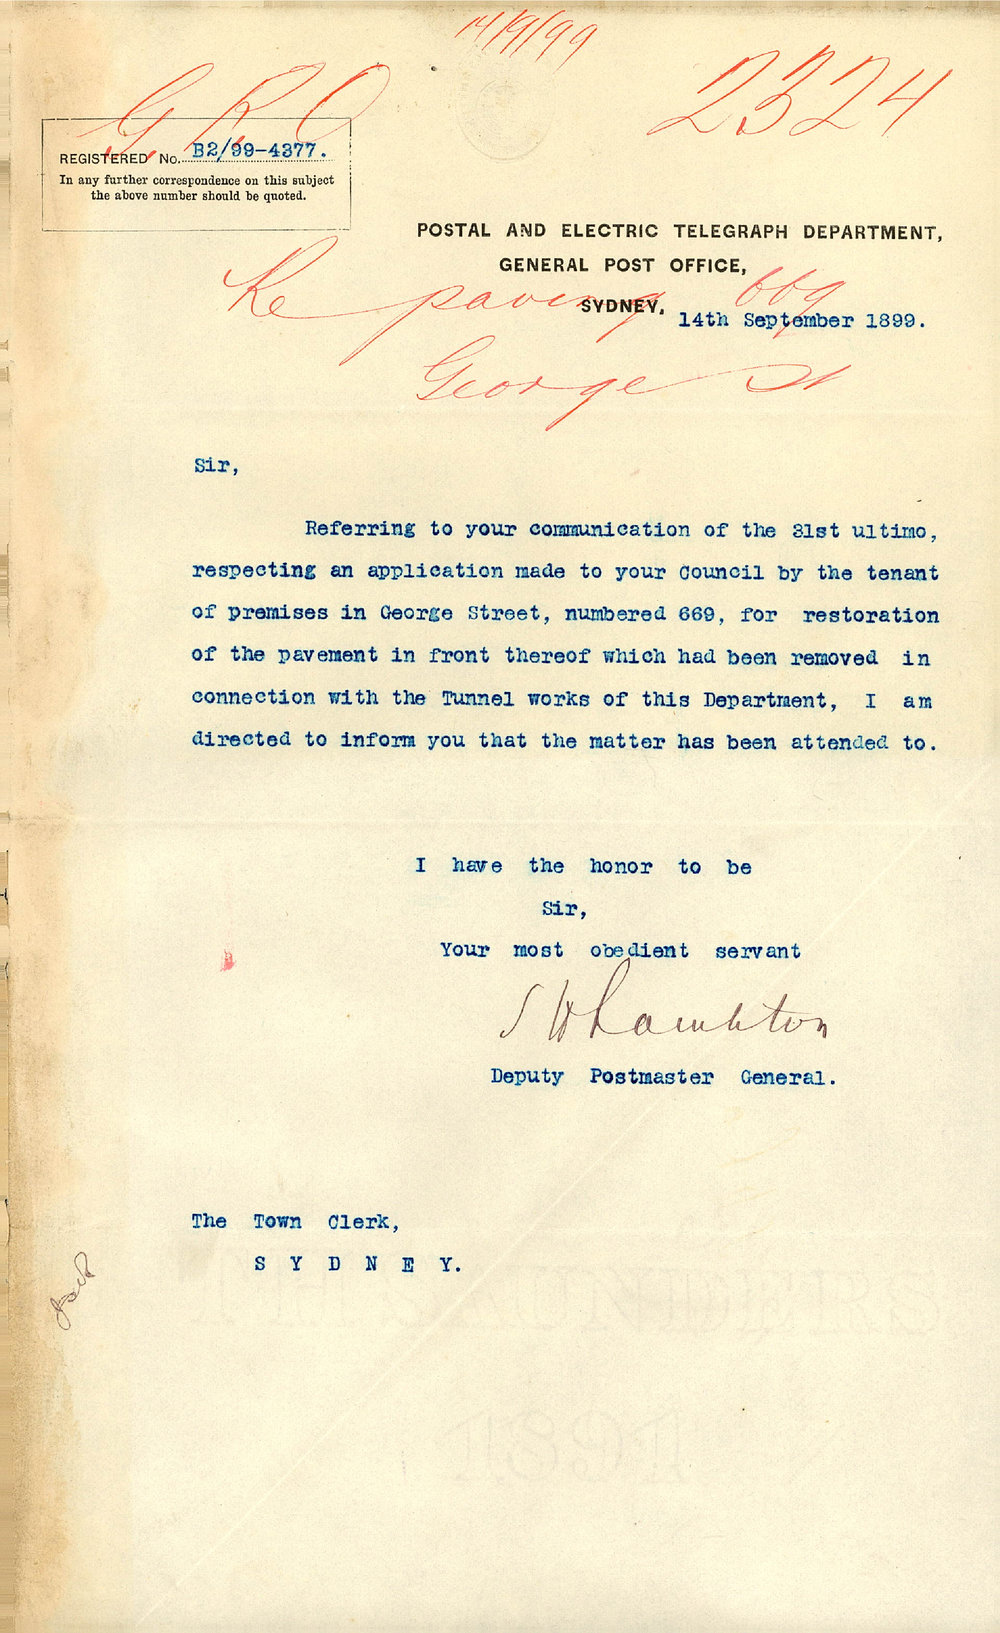 14/9/99
G P O
2324
REGISTERED No. B2/99-4377.
In any further correspondence on this subject
the above number should be quoted.
POSTAL AND ELECTRIC TELEGRAPH DEPARTMENT,
GENERAL POST OFFICE,
SYDNEY, 14th September 1899.
Re paving 669
George St
Sir,
Referring to your communication of the 31st ultimo,
respecting an application made to your Council by the tenant
of premises in George Street, numbered 669, for restoration
of the pavement in front thereof which had been removed in
connection with the Tunnel works of this Department, I am
directed to inform you that the matter has been attended to.
I have the honor to be
Sir,
Your most obedient servant
S H Lambton
Deputy Postmaster General.
The Town Clerk,
SYDNEY.
1891